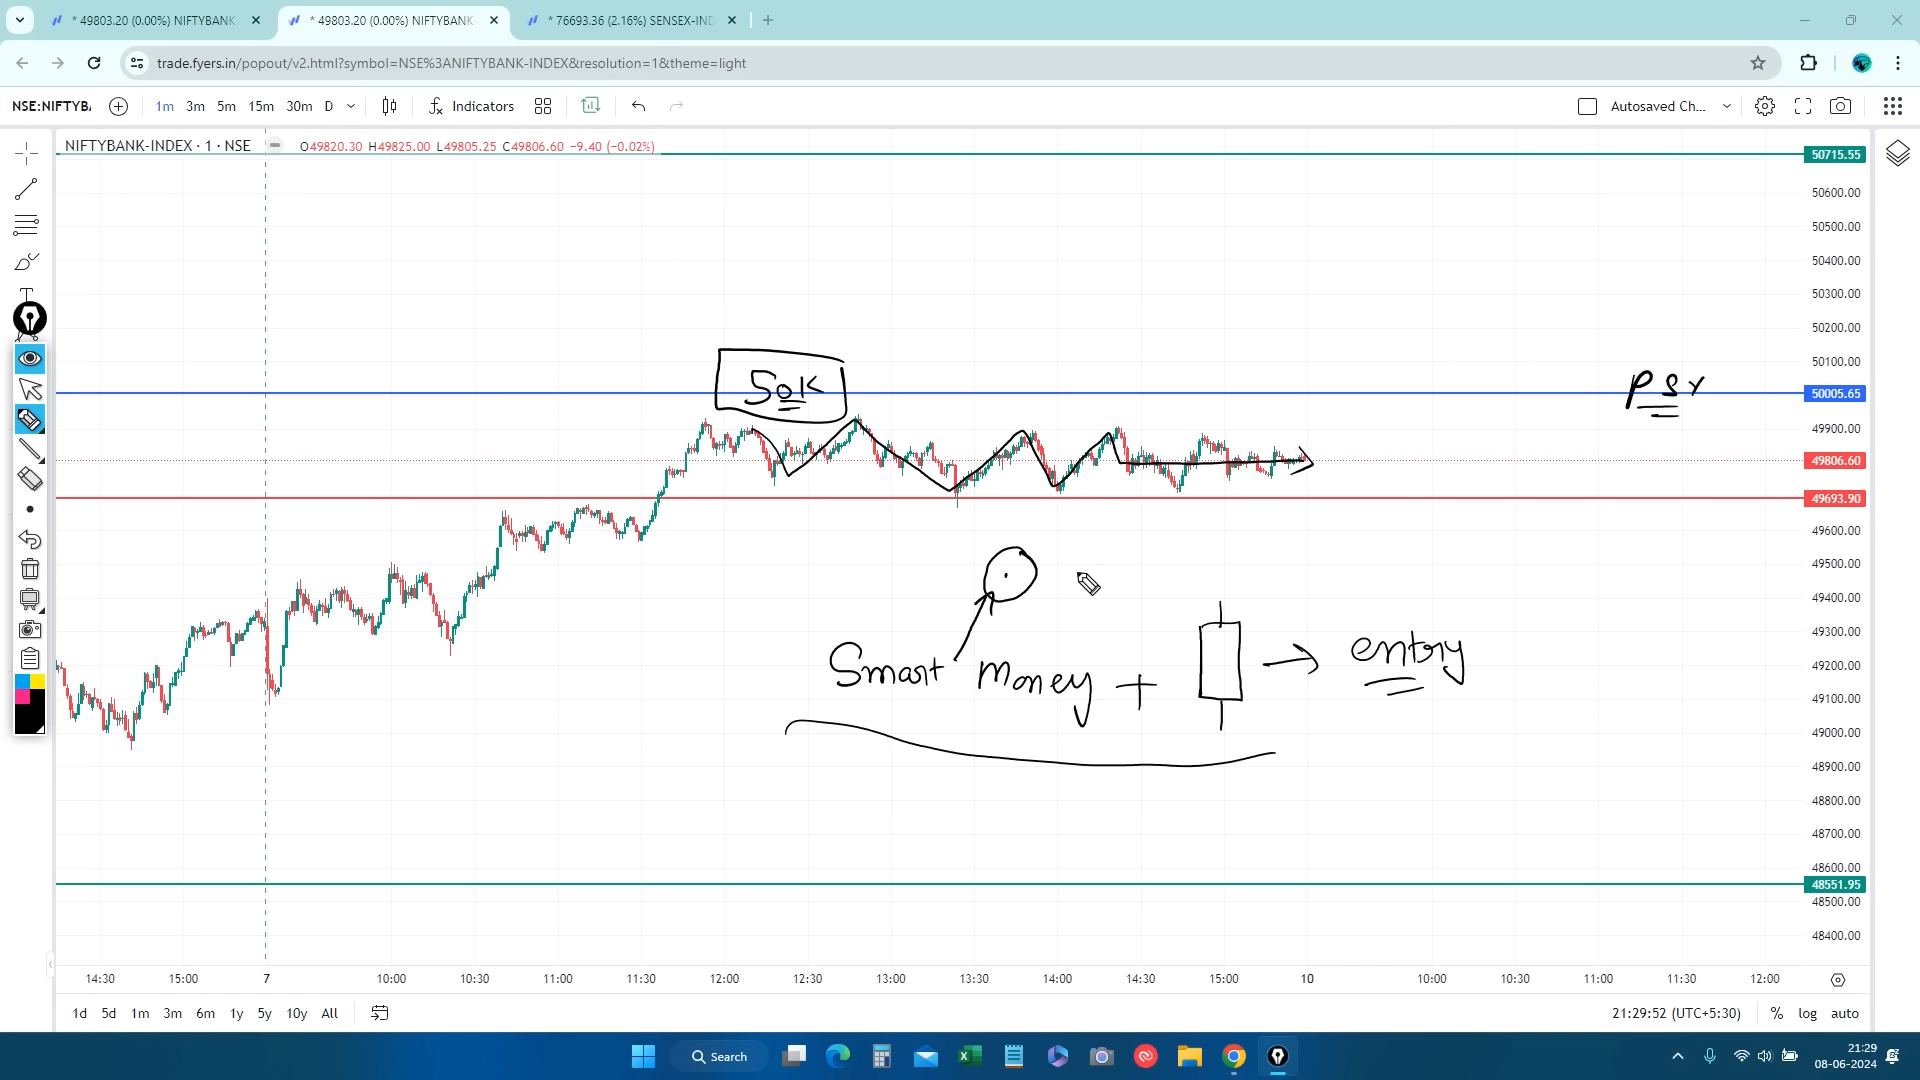 * 49803.20 (0.00%) NIFTYBANK-
* 49803.20 (0.00%) NIFTYBANK-
* 76693.36 (2.16%) SENSEX-IND
trade.fyers.in/popout/v2.html?symbol=NSE%3ANIFTYBANK-INDEX&resolution=1&theme=light
NSE:NIFTYB 1m 3m 5m 15m 30m D Indicators Autosaved Ch...
NIFTYBANK-INDEX · 1 · NSE O49820.30 H49825.00 L49805.25 C49806.60 −9.40 (−0.02%)
50715.55
50600.00
50500.00
50400.00
50300.00
50200.00
50100.00
50K
PSY
50005.65
49900.00
49806.60
49693.90
49600.00
49500.00
49400.00
49300.00
Smart Money + → entry
49200.00
49100.00
49000.00
48900.00
48800.00
48700.00
48600.00
48551.95
48500.00
48400.00
14:30 15:00 7 10:00 10:30 11:00 11:30 12:00 12:30 13:00 13:30 14:00 14:30 15:00 10 10:00 10:30 11:00 11:30 12:00
1d 5d 1m 3m 6m 1y 5y 10y All 21:29:52 (UTC+5:30) % log auto
Search
21:29
08-06-2024